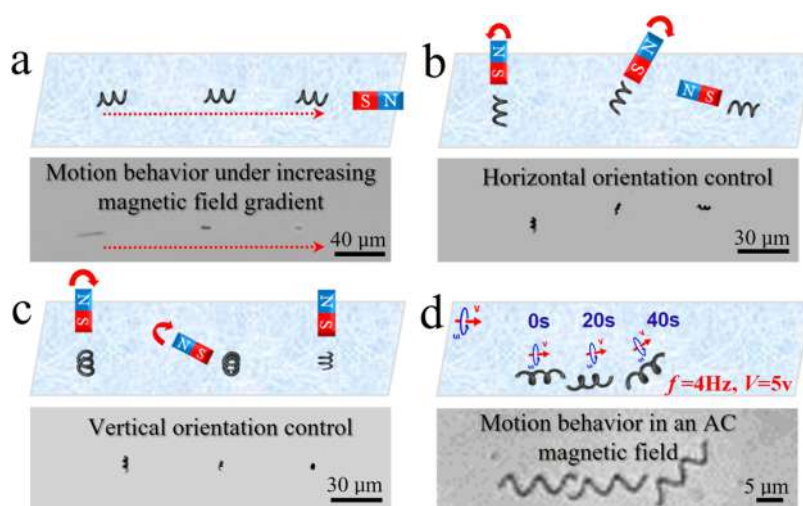 a
S N
Motion behavior under increasing
magnetic field gradient
40 μm
b
N
S
N
S
N S
Horizontal orientation control
30 μm
c
N
S
N S
N
S
Vertical orientation control
30 μm
d
V
0s 20s 40s
V V V
f=4Hz, V=5v
Motion behavior in an AC
magnetic field
5 μm